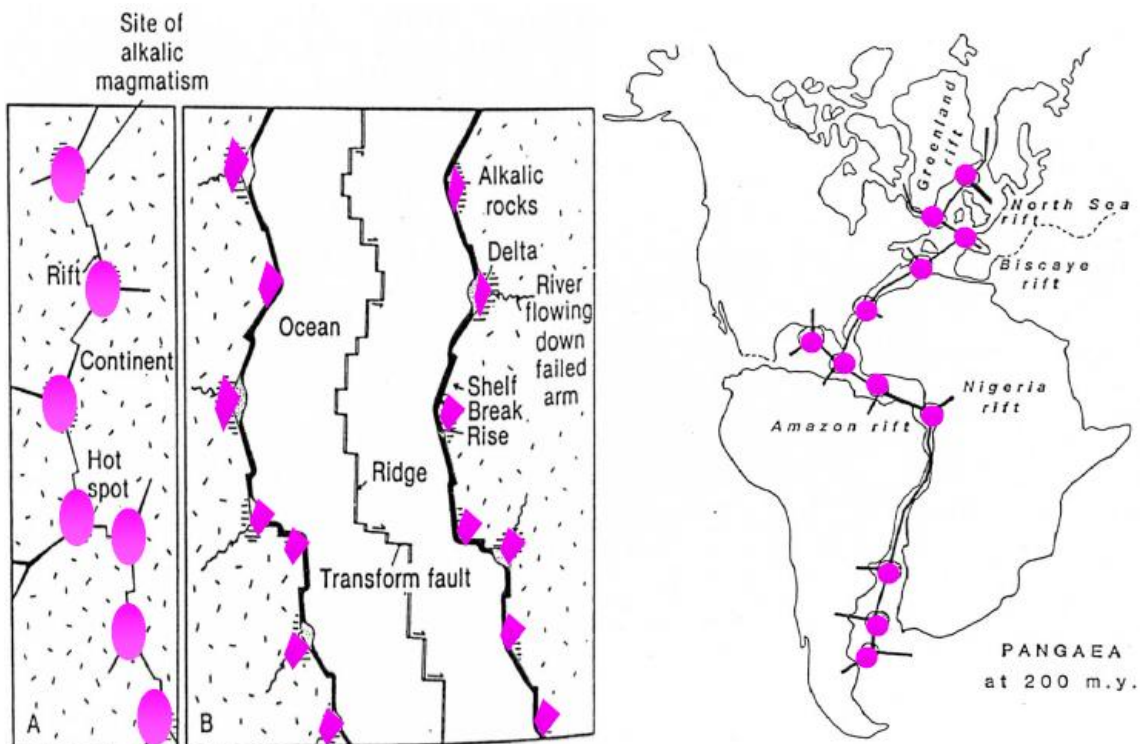 Site of
alkalic
magmatism
Rift
Continent
Hot
spot
A
Alkalic
rocks
Delta
River
flowing
down
failed
arm
Ocean
Shelf
Break
Rise
Ridge
Transform fault
B
Greenland
rift
North Sea
rift
Biscaye
rift
Nigeria
rift
Amazon rift
PANGAEA
at 200 m.y.